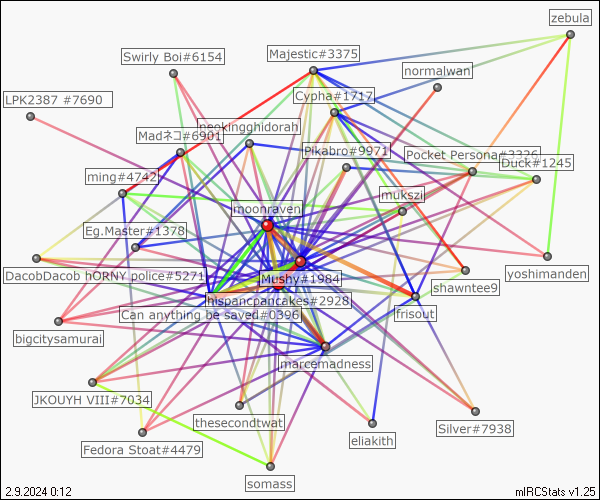 zebula
Swirly Boi#6154
Majestic#3375
normalwan
LPK2387 #7690
Cypha#1717
neokingghidorah
Madネコ#6901
Pikabro#9971
Pocket Persona#3326
Duck#1245
ming#4742
mukszi
moonraven
Eg.Master#1378
DacobDacob hORNY police#5271
Mushy#1984
yoshimanden
shawntee9
hispancpancakes#2928
Can anything be saved#0396
frisout
bigcitysamurai
marcemadness
JKOUYH VIII#7034
thesecondtwat
Silver#7938
eliakith
Fedora Stoat#4479
somass
2.9.2024 0:12
mIRCStats v1.25